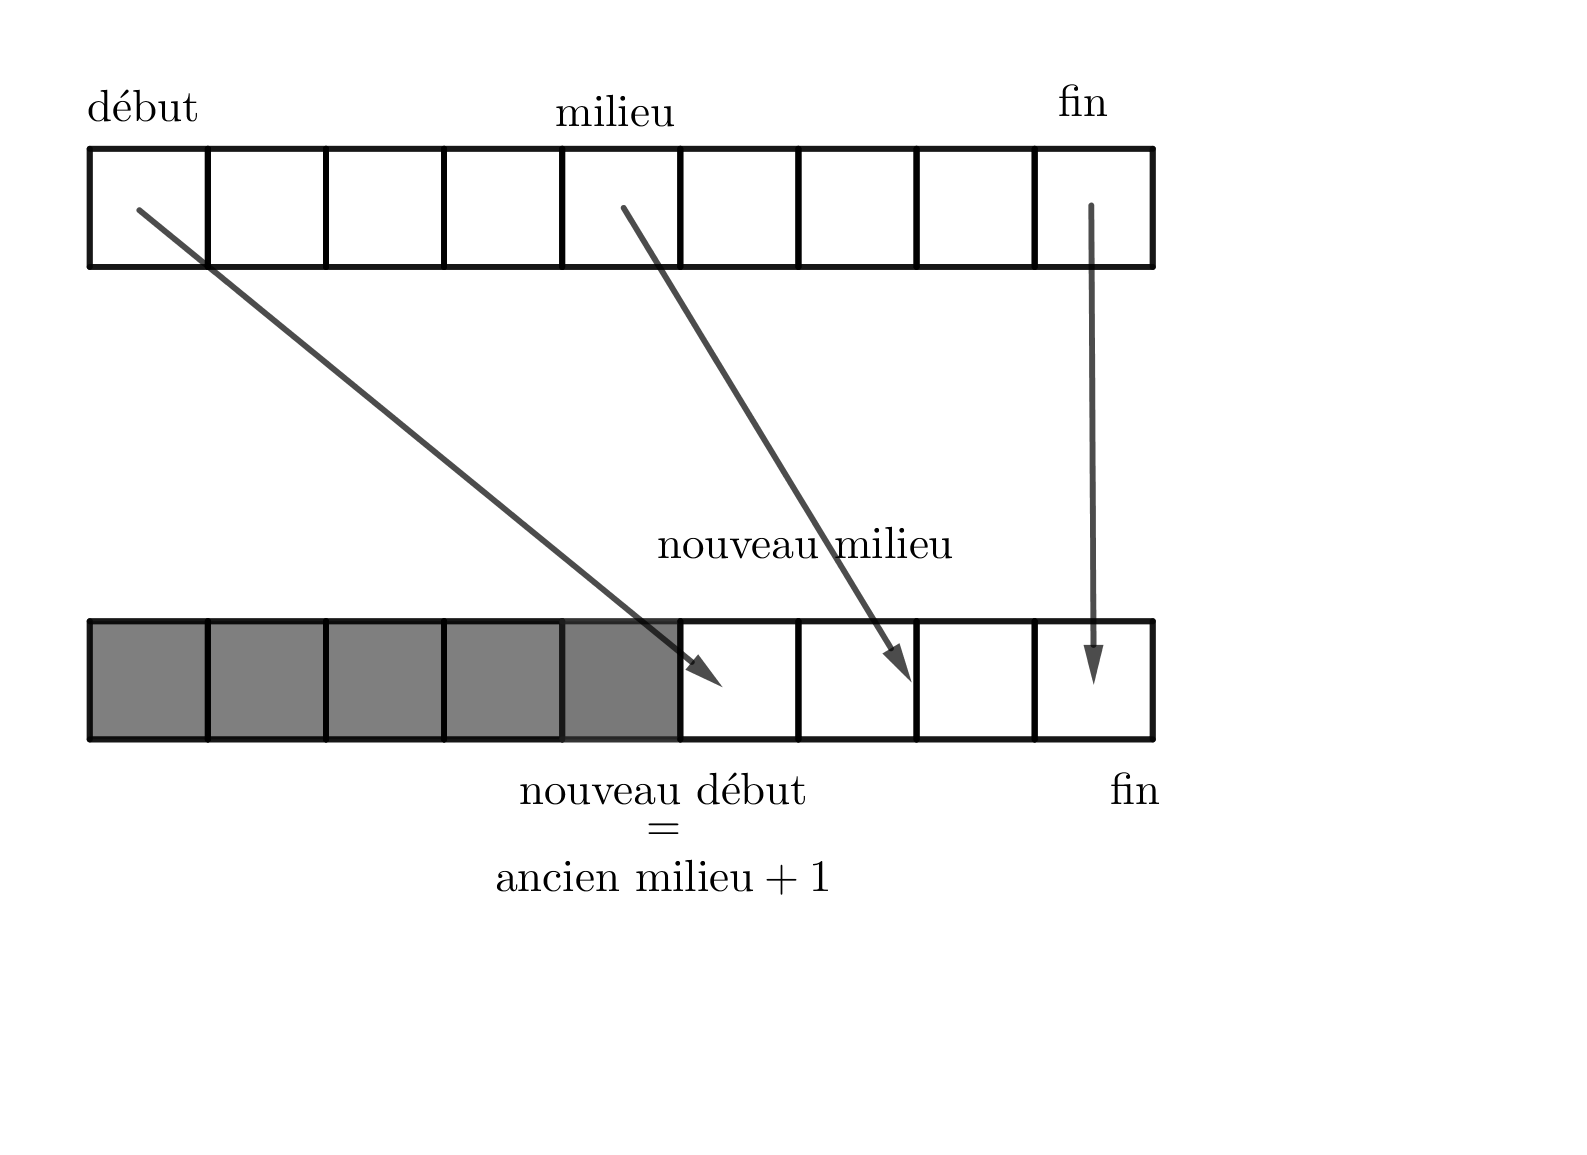 début
milieu
fin
nouveau milieu
nouveau début
fin
=
ancien milieu + 1